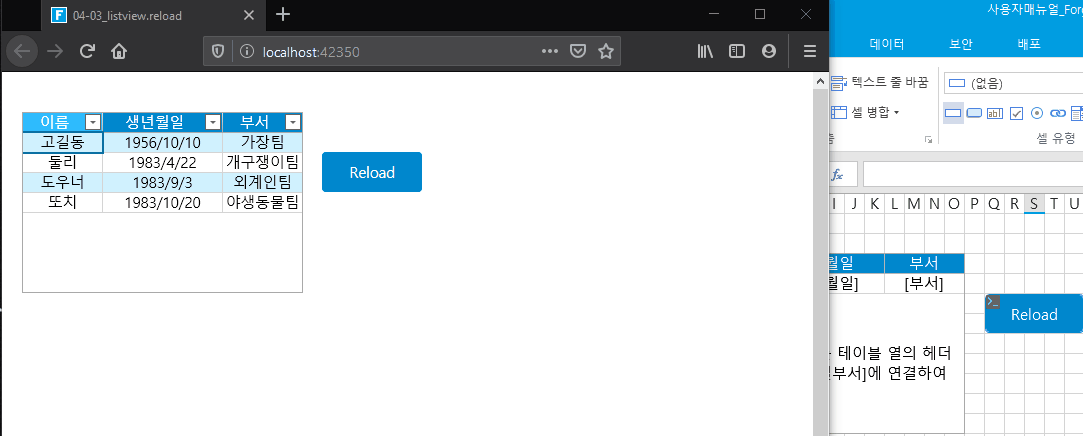 04-03_listview.reload
사용자매뉴얼_For
localhost:42350
데이터
보안
배포
텍스트 줄 바꿈
(없음)
셀 병합
셀 유형
fx
이름 생년월일 부서
고길동 1956/10/10 가장팀
둘리 1983/4/22 개구쟁이팀
도우너 1983/9/3 외계인팀
또치 1983/10/20 야생동물팀
Reload
I J K L M N O P Q R S T U
월일 부서
월일] [부서]
Reload
테이블 열의 헤더
부서]에 연결하여